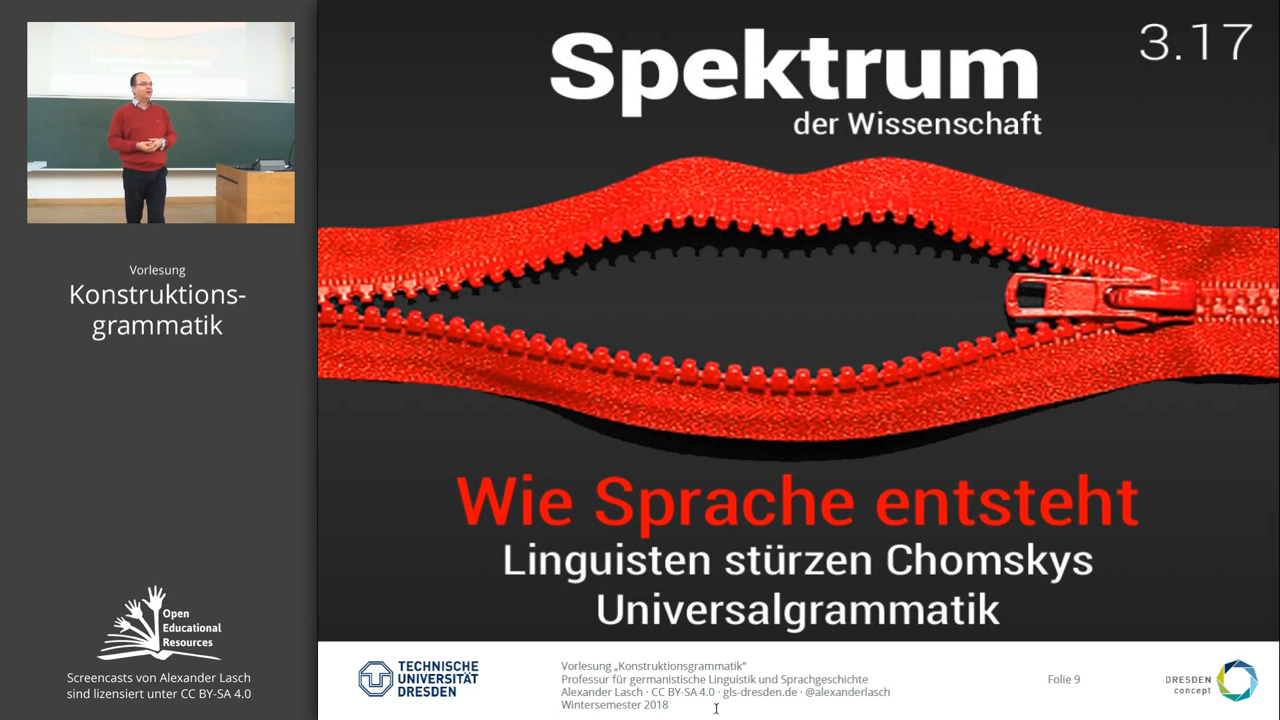 Vorlesung
Konstruktions-
grammatik
Open
Educational
Resources
Screencasts von Alexander Lasch
sind lizensiert unter CC BY-SA 4.0
Spektrum
der Wissenschaft
3.17
Wie Sprache entsteht
Linguisten stürzen Chomskys
Universalgrammatik
TECHNISCHE
UNIVERSITÄT
DRESDEN
Vorlesung „Konstruktionsgrammatik“
Professur für germanistische Linguistik und Sprachgeschichte
Alexander Lasch · CC BY-SA 4.0 · gls-dresden.de · @alexanderlasch
Wintersemester 2018
Folie 9
DRESDEN
concept